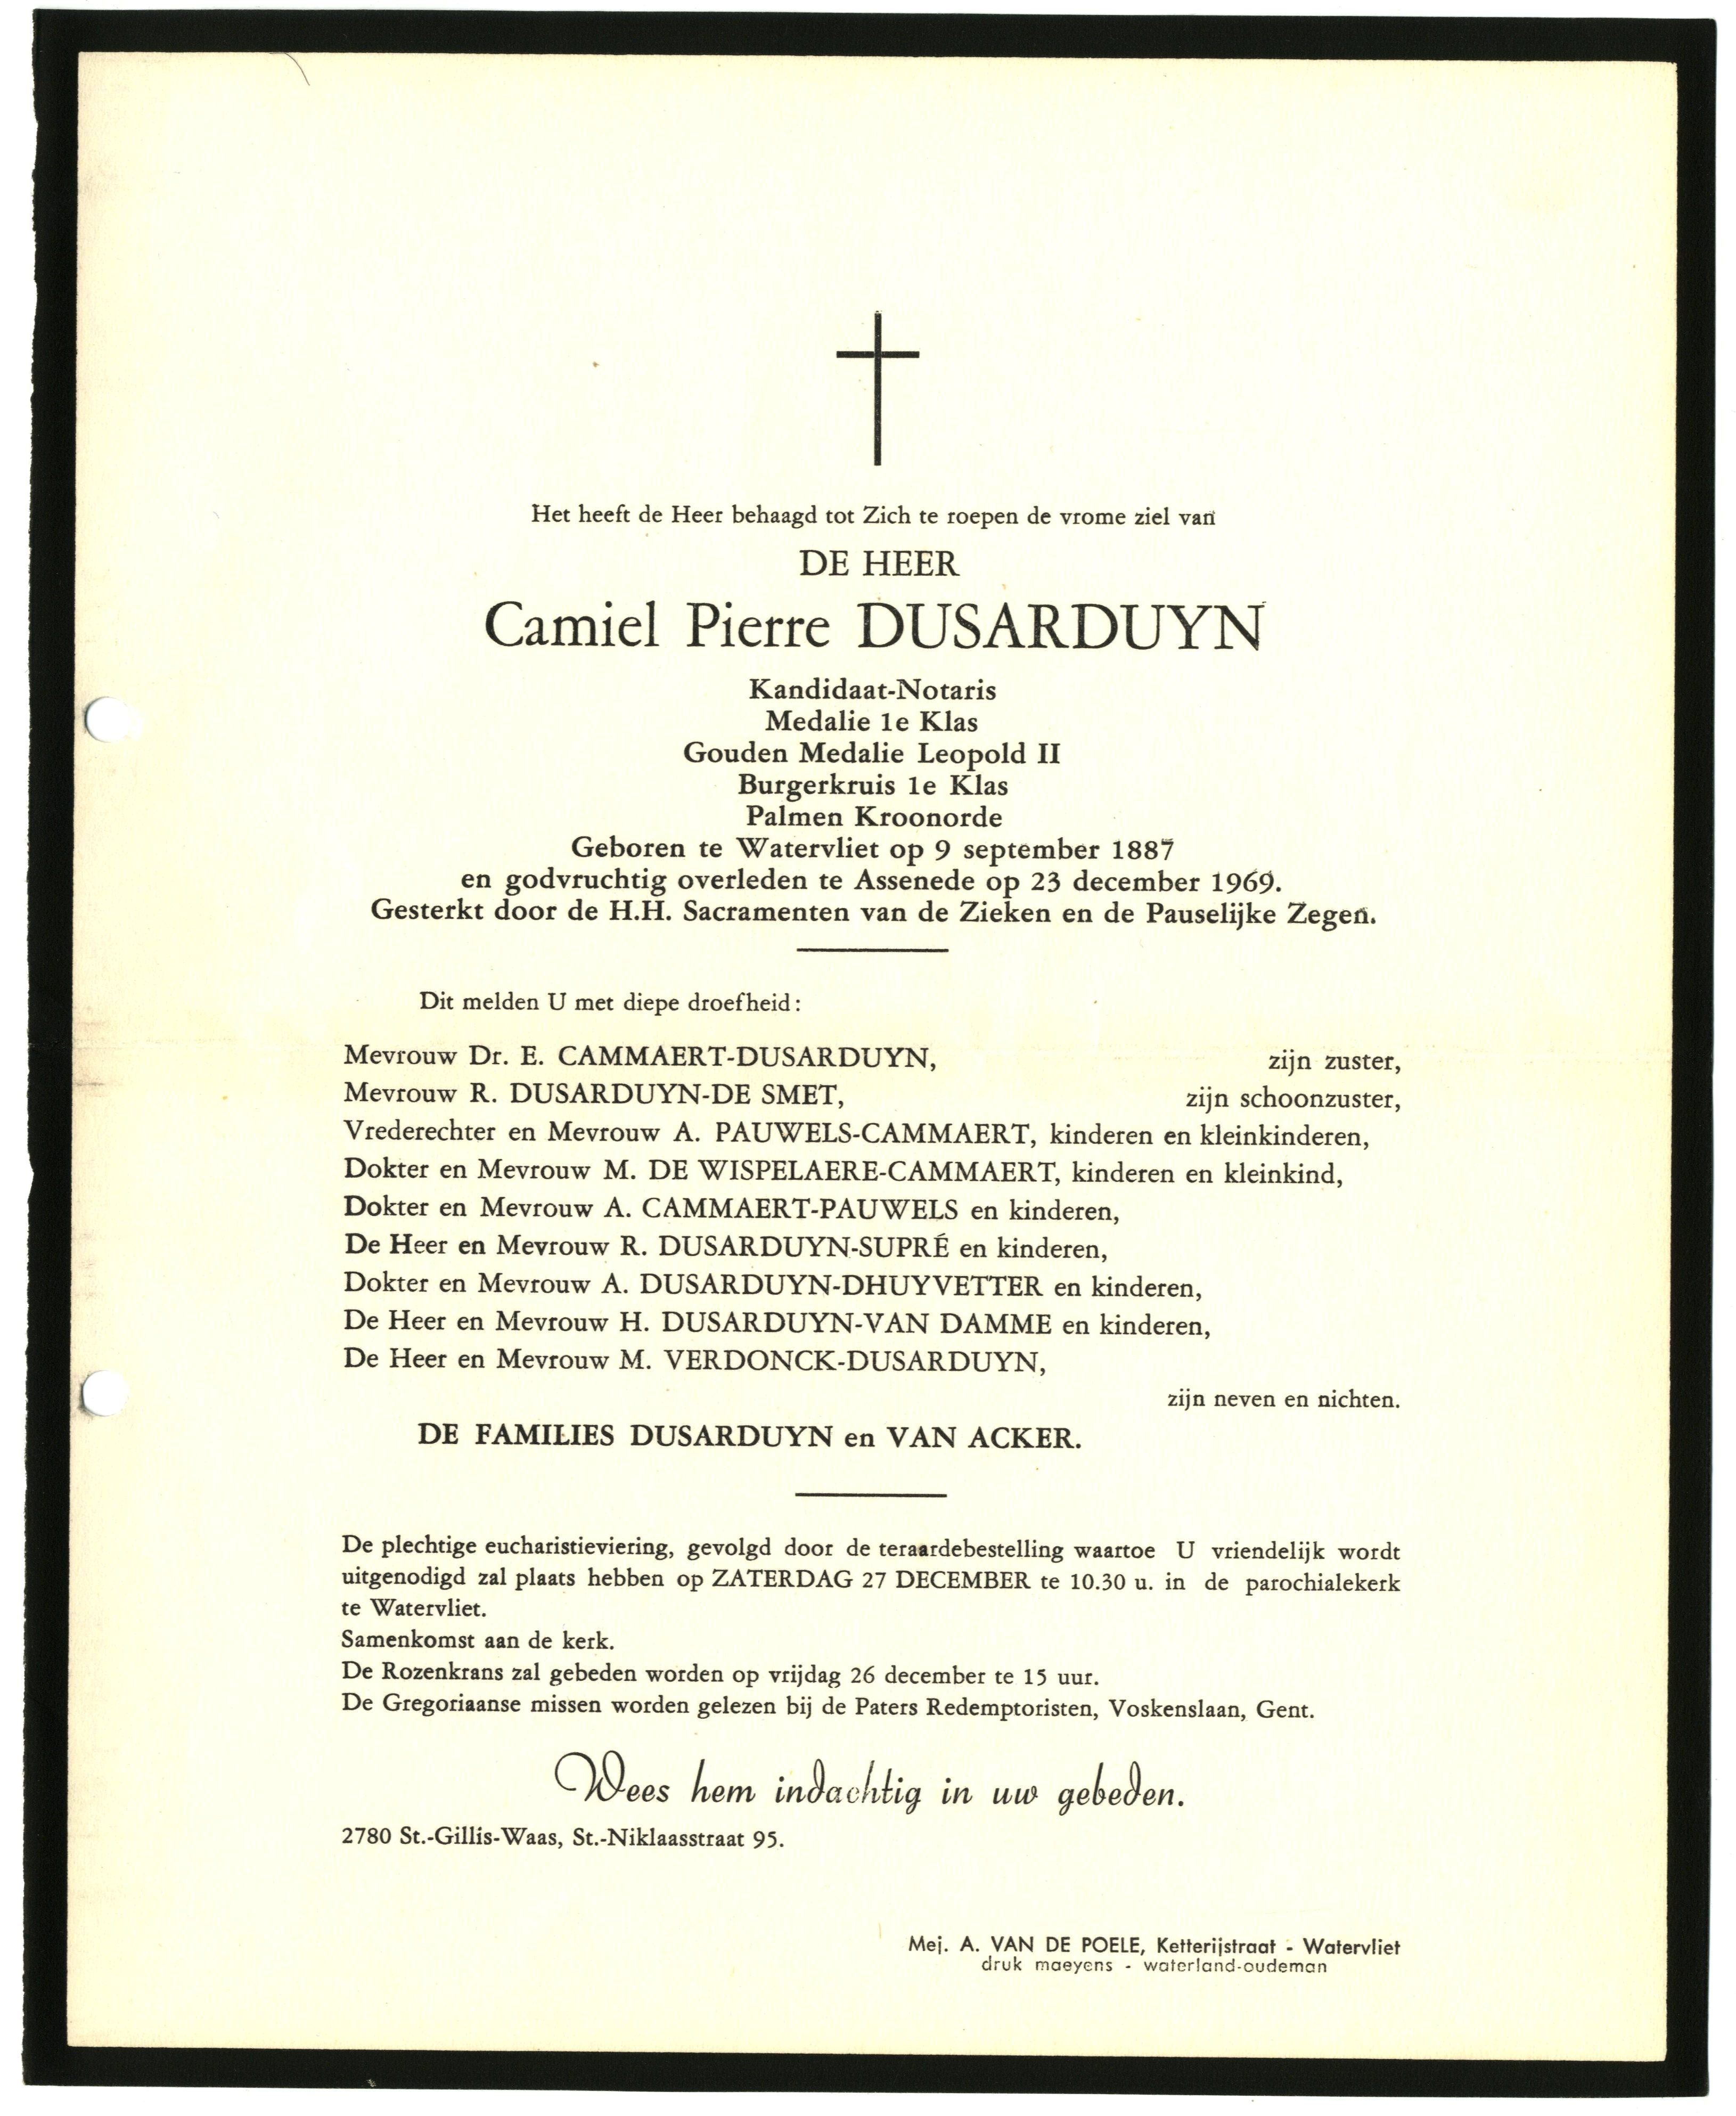 Het heeft de Heer behaagd tot Zich te roepen de vrome ziel van
DE HEER
Camiel Pierre DUSARDUYN
Kandidaat-Notaris
Medalie 1e Klas
Gouden Medalie Leopold II
Burgerkruis 1e Klas
Palmen Kroonorde
Geboren te Watervliet op 9 september 1887
en godvruchtig overleden te Assenede op 23 december 1969.
Gesterkt door de H.H. Sacramenten van de Zieken en de Pauselijke Zegen.
Dit melden U met diepe droefheid:
Mevrouw Dr. E. CAMMAERT-DUSARDUYN, zijn zuster,
Mevrouw R. DUSARDUYN-DE SMET, zijn schoonzuster,
Vrederechter en Mevrouw A. PAUWELS-CAMMAERT, kinderen en kleinkinderen,
Dokter en Mevrouw M. DE WISPELAERE-CAMMAERT, kinderen en kleinkind,
Dokter en Mevrouw A. CAMMAERT-PAUWELS en kinderen,
De Heer en Mevrouw R. DUSARDUYN-SUPRÉ en kinderen,
Dokter en Mevrouw A. DUSARDUYN-DHUYVETTER en kinderen,
De Heer en Mevrouw H. DUSARDUYN-VAN DAMME en kinderen,
De Heer en Mevrouw M. VERDONCK-DUSARDUYN,
zijn neven en nichten.
DE FAMILIES DUSARDUYN en VAN ACKER.
De plechtige eucharistieviering, gevolgd door de teraardebestelling waartoe U vriendelijk wordt
uitgenodigd zal plaats hebben op ZATERDAG 27 DECEMBER te 10.30 u. in de parochialekerk
te Watervliet.
Samenkomst aan de kerk.
De Rozenkrans zal gebeden worden op vrijdag 26 december te 15 uur.
De Gregoriaanse missen worden gelezen bij de Paters Redemptoristen, Voskenslaan, Gent.
Wees hem indachtig in uw gebeden.
2780 St.-Gillis-Waas, St.-Niklaasstraat 95.
Mej. A. VAN DE POELE, Ketterijstraat - Watervliet
druk maeyens - waterland-oudeman